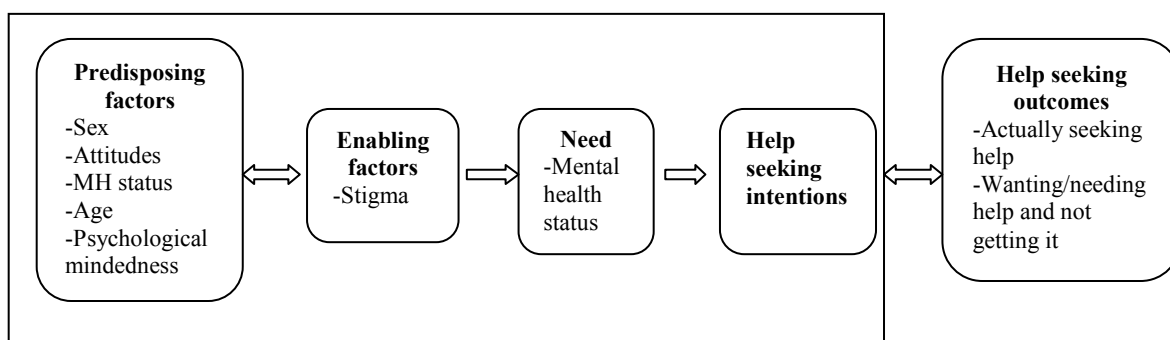 Predisposing
factors
-Sex
-Attitudes
-MH status
-Age
-Psychological
mindedness
Enabling
factors
-Stigma
Need
-Mental
health
status
Help
seeking
intentions
Help seeking
outcomes
-Actually seeking
help
-Wanting/needing
help and not
getting it